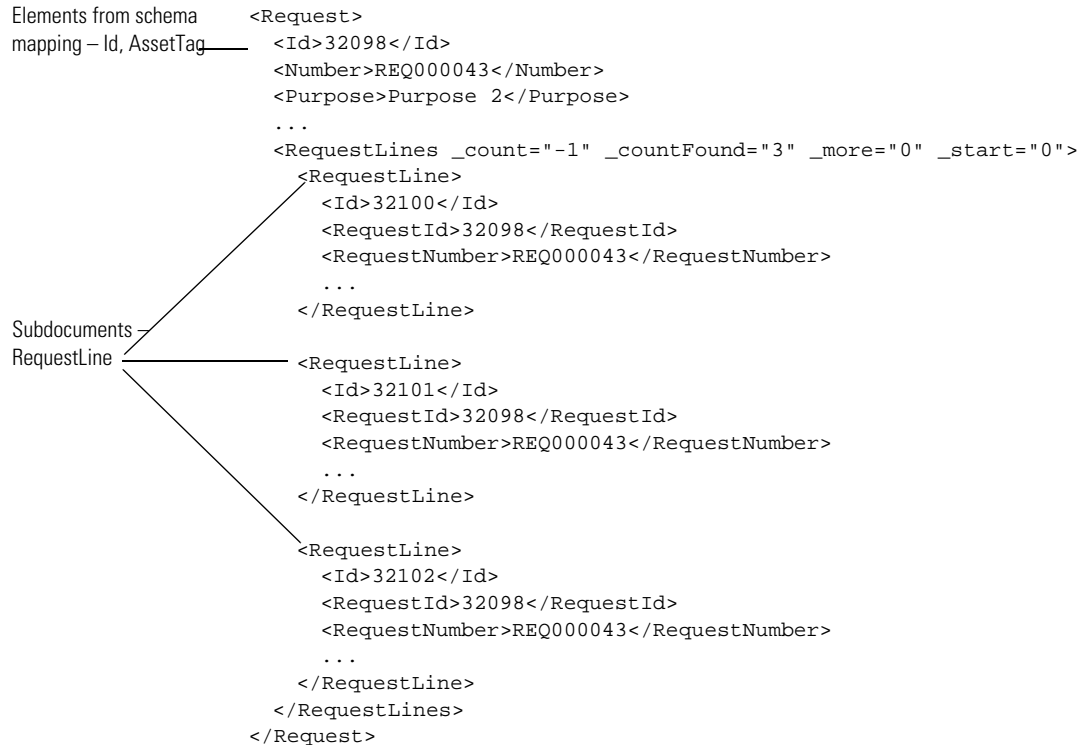 Elements from schema
mapping – Id, AssetTag
<Request>
<Id>32098</Id>
<Number>REQ000043</Number>
<Purpose>Purpose 2</Purpose>
...
<RequestLines _count="-1" _countFound="3" _more="0" _start="0">
<RequestLine>
<Id>32100</Id>
<RequestId>32098</RequestId>
<RequestNumber>REQ000043</RequestNumber>
...
</RequestLine>
Subdocuments –
RequestLine
<RequestLine>
<Id>32101</Id>
<RequestId>32098</RequestId>
<RequestNumber>REQ000043</RequestNumber>
...
</RequestLine>
<RequestLine>
<Id>32102</Id>
<RequestId>32098</RequestId>
<RequestNumber>REQ000043</RequestNumber>
...
</RequestLine>
</RequestLines>
</Request>